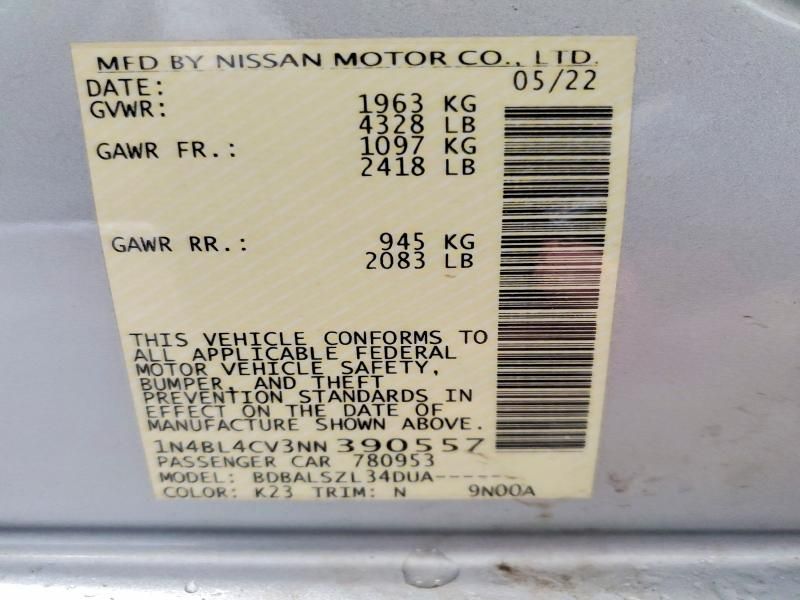 MFD BY NISSAN MOTOR CO., LTD.
DATE: 05/22
GVWR: 1963 KG
4328 LB
GAWR FR.: 1097 KG
2418 LB
GAWR RR.: 945 KG
2083 LB
THIS VEHICLE CONFORMS TO
ALL APPLICABLE FEDERAL
MOTOR VEHICLE SAFETY,
BUMPER, AND THEFT
PREVENTION STANDARDS IN
EFFECT ON THE DATE OF
MANUFACTURE SHOWN ABOVE.
1N4BL4CV3NN390557
PASSENGER CAR 780953
MODEL: BDBALSZL34DUA------
COLOR: K23 TRIM: N 9N00A